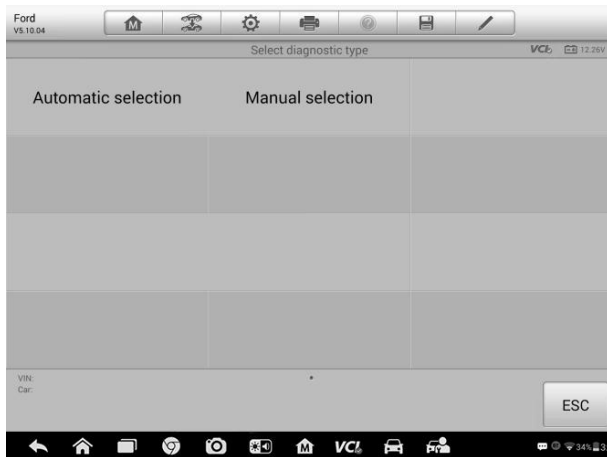 Ford
V5.10.04
M
Select diagnostic type
VCI
12.26V
Automatic selection
Manual selection
VIN:
Car:
ESC
M
VCI
34%